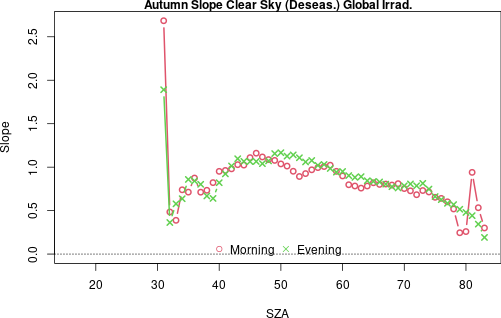 Autumn Slope Clear Sky (Deseas.) Global Irrad.
Slope
2.5
2.0
1.5
1.0
0.5
0.0
Morning Evening
20 30 40 50 60 70 80
SZA